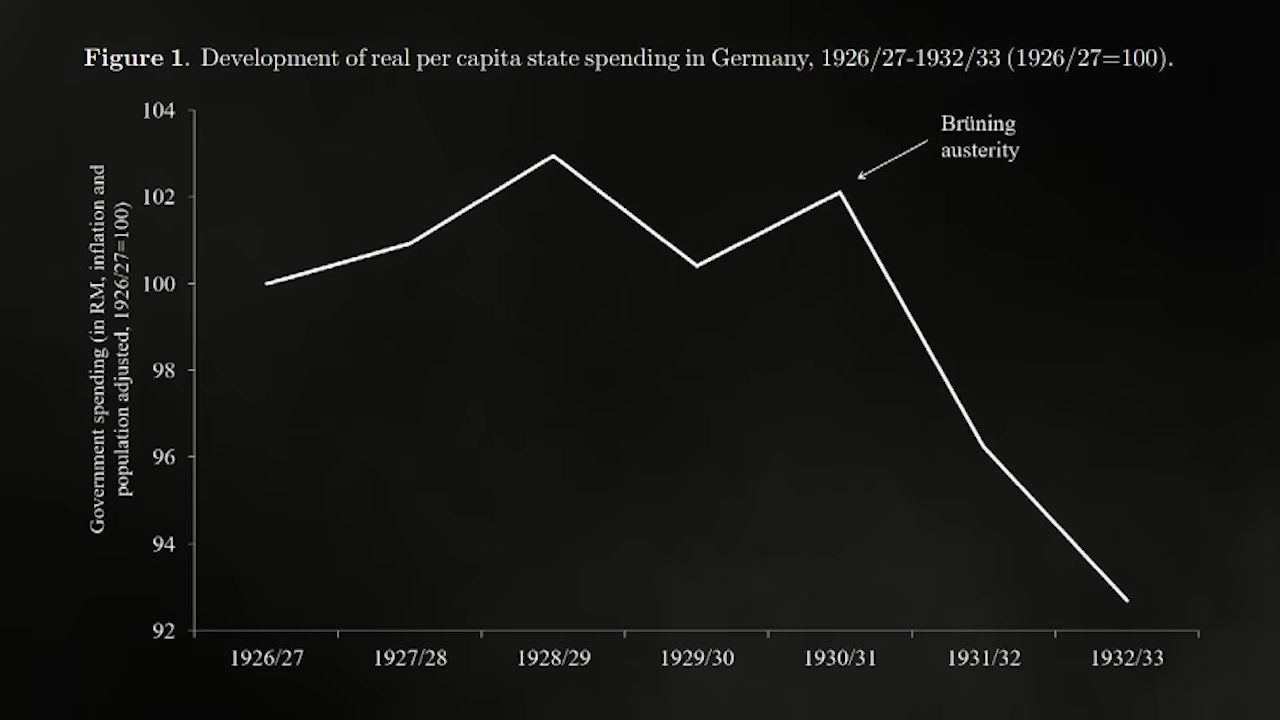 Figure 1. Development of real per capita state spending in Germany, 1926/27-1932/33 (1926/27=100).
Government spending (in RM, inflation and
population adjusted, 1926/27=100)
104
102
100
98
96
94
92
Brüning
austerity
1926/27
1927/28
1928/29
1929/30
1930/31
1931/32
1932/33